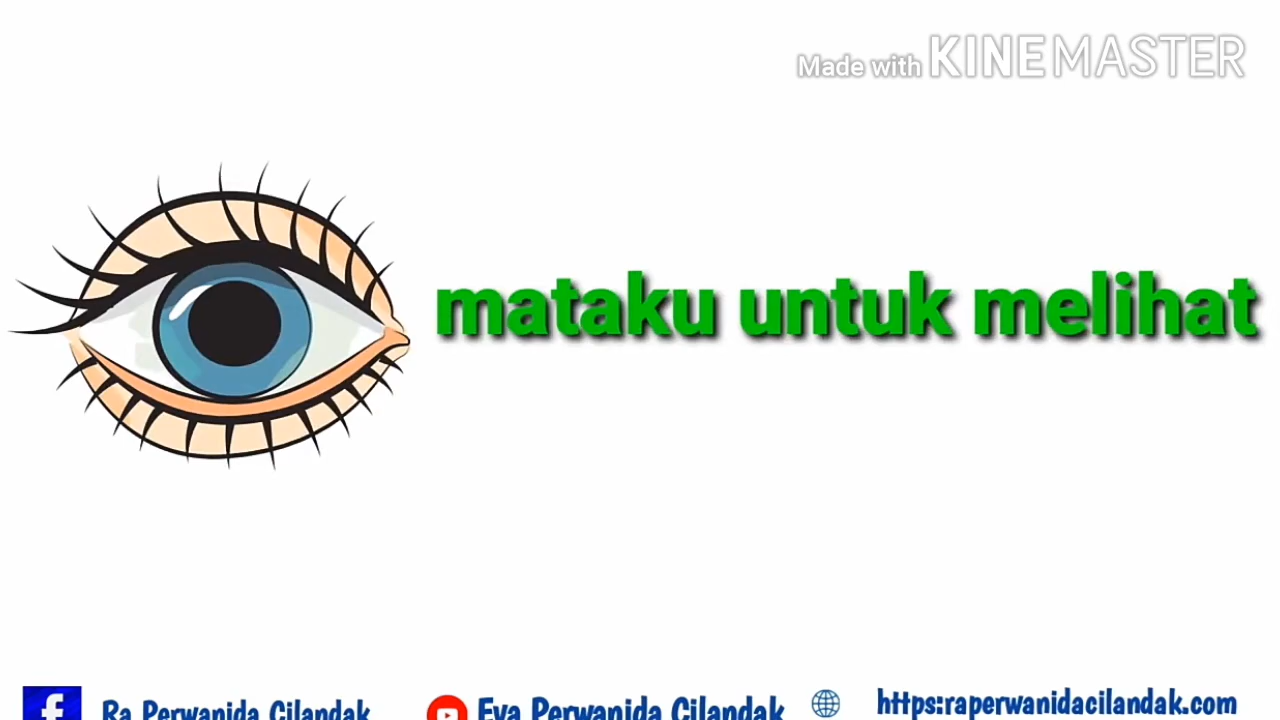 Made with KINEMASTER
mataku untuk melihat
Ra Perwanida Cilandak
Eva Perwanida Cilandak
https:raperwanidacilandak.com